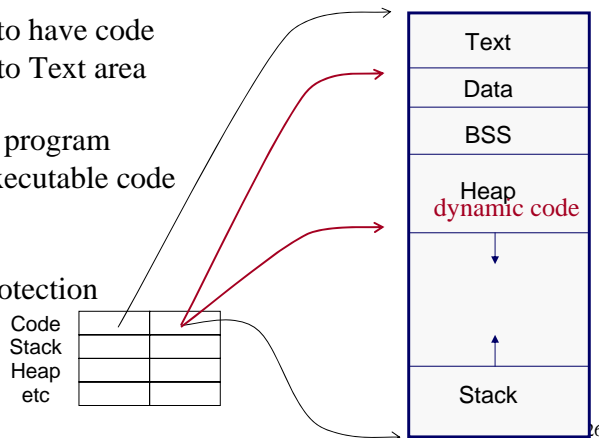 to have code
to Text area
program
xecutable code
otection
Code
Stack
Heap
etc
Text
Data
BSS
Heap
dynamic code
Stack
26